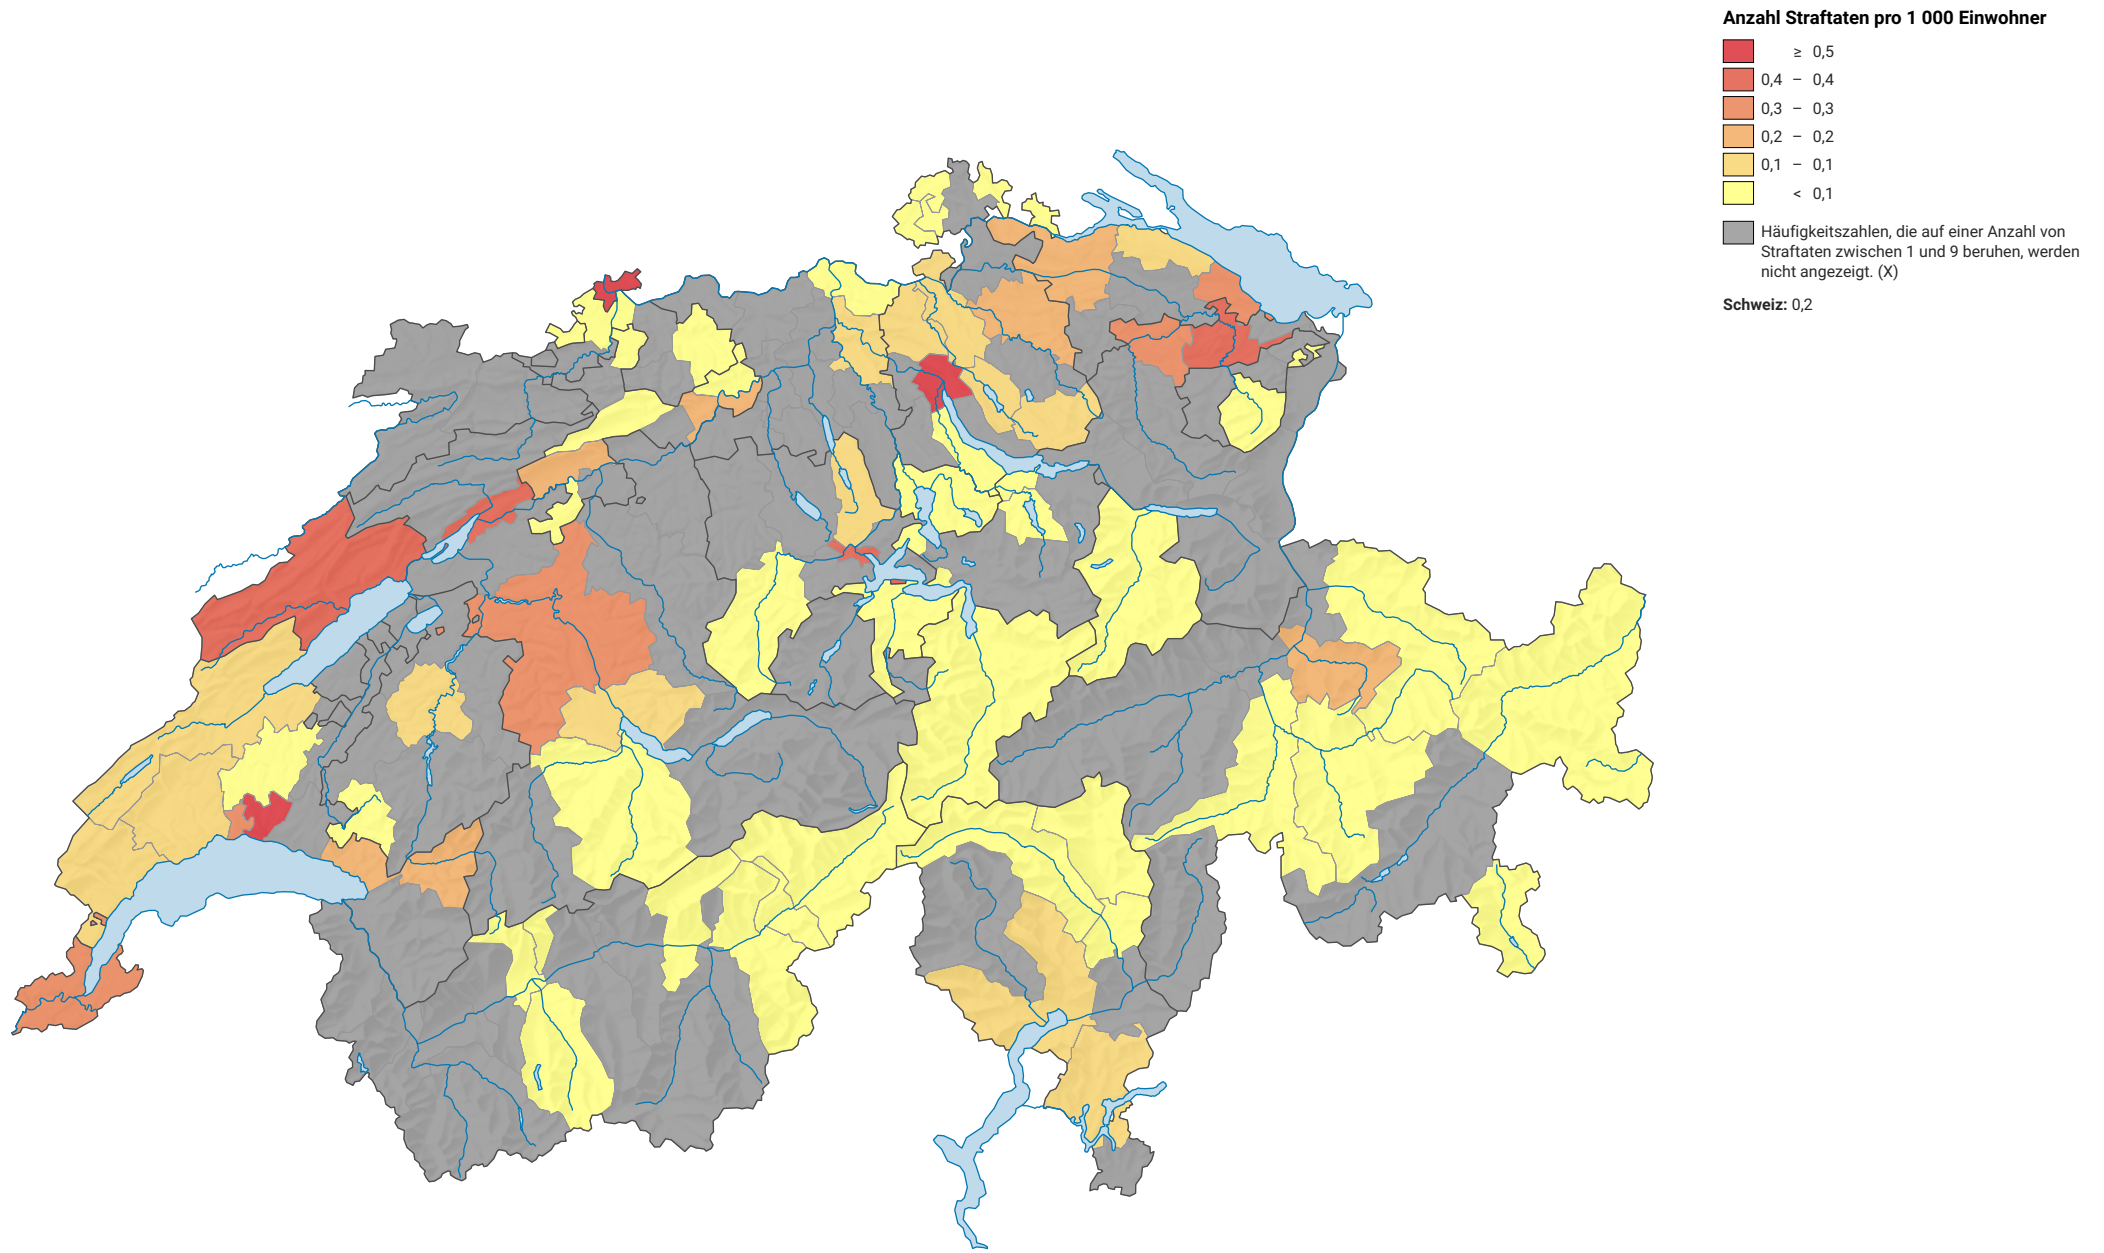 Anzahl Straftaten pro 1 000 Einwohner
≥ 0,5
0,4 – 0,4
0,3 – 0,3
0,2 – 0,2
0,1 – 0,1
< 0,1
Häufigkeitszahlen, die auf einer Anzahl von
Straftaten zwischen 1 und 9 beruhen, werden
nicht angezeigt. (X)
Schweiz: 0,2